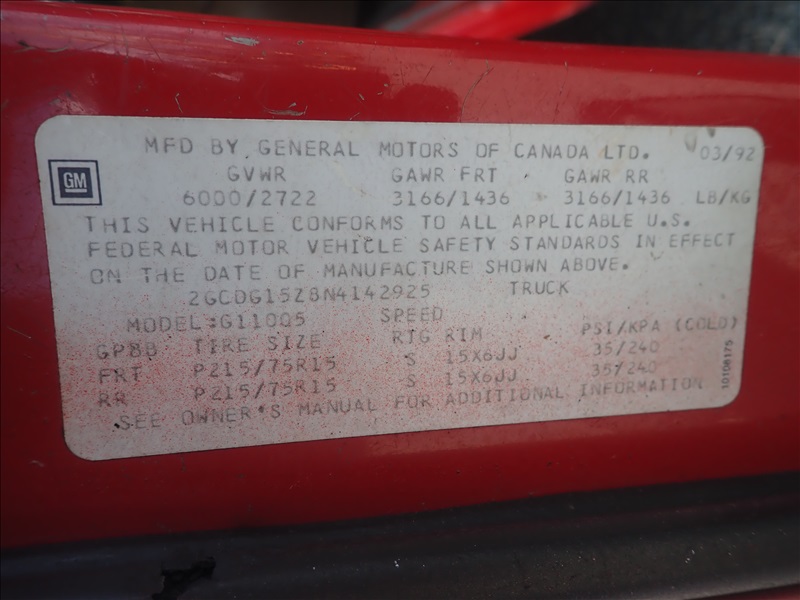 MFD BY GENERAL MOTORS OF CANADA LTD. 03/92
GM
GVWR GAWR FRT GAWR RR
6000/2722 3166/1436 3166/1436 LB/KG
THIS VEHICLE CONFORMS TO ALL APPLICABLE U.S.
FEDERAL MOTOR VEHICLE SAFETY STANDARDS IN EFFECT
ON THE DATE OF MANUFACTURE SHOWN ABOVE.
2GCDG15Z8N4142925 TRUCK
MODEL:G11005 SPEED
GPBB TIRE SIZE RTG RIM PSI/KPA (COLD)
FRT P215/75R15 S 15X6JJ 35/240
RR P215/75R15 S 15X6JJ 35/240
SEE OWNER'S MANUAL FOR ADDITIONAL INFORMATION
10106175